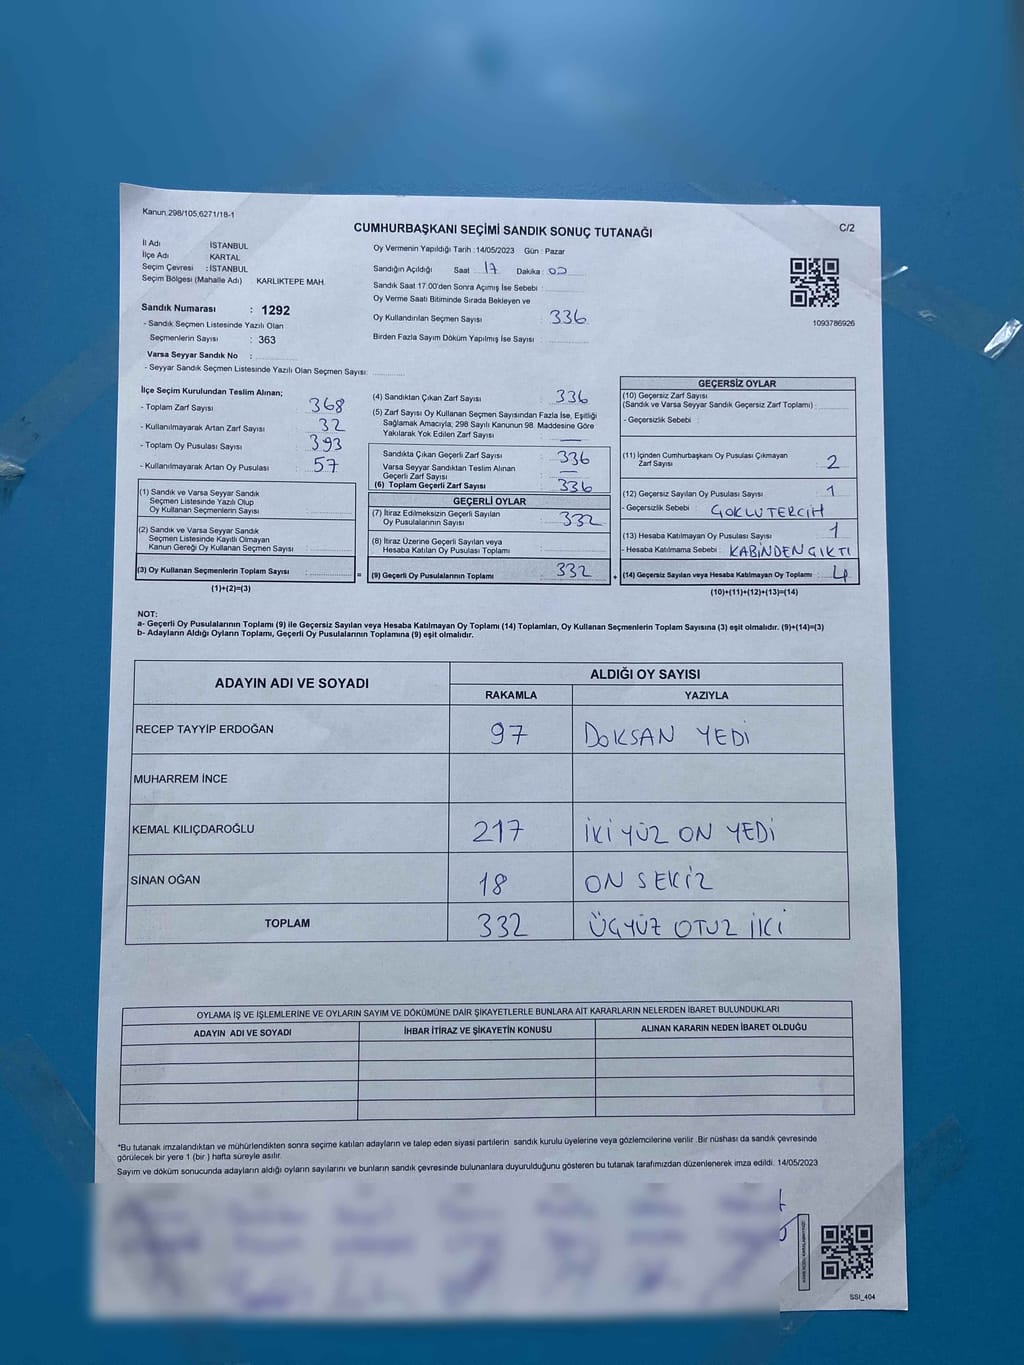 Kanun 298/105,6271/18-1
CUMHURBAŞKANI SEÇİMİ SANDIK SONUÇ TUTANAĞI
C/2
İl Adı : İSTANBUL
İlçe Adı : KARTAL
Seçim Çevresi : İSTANBUL
Seçim Bölgesi (Mahalle Adı) KARLIKTEPE MAH.
Sandık Numarası : 1292
- Sandık Seçmen Listesinde Yazılı Olan
Seçmenlerin Sayısı : 363
Varsa Seyyar Sandık No :
- Seyyar Sandık Seçmen Listesinde Yazılı Olan Seçmen Sayısı:
Oy Vermenin Yapıldığı Tarih : 14/05/2023 Gün : Pazar
Sandığın Açıldığı Saat 17 Dakika : 00
Sandık Saat 17.00'den Sonra Açımış İse Sebebi :
Oy Verme Saati Bitiminde Sırada Bekleyen ve
Oy Kullandırılan Seçmen Sayısı : 336
Birden Fazla Sayım Döküm Yapılmış İse Sayısı :
1093786926
İlçe Seçim Kurulundan Teslim Alınan;
- Toplam Zarf Sayısı : 368
- Kullanılmayarak Artan Zarf Sayısı : 32
- Toplam Oy Pusulası Sayısı : 393
- Kullanılmayarak Artan Oy Pusulası : 57
(1) Sandık ve Varsa Seyyar Sandık
Seçmen Listesinde Yazılı Olup
Oy Kullanan Seçmenlerin Sayısı :
(2) Sandık ve Varsa Seyyar Sandık
Seçmen Listesinde Kayıtlı Olmayan
Kanun Gereği Oy Kullanan Seçmen Sayısı :
(3) Oy Kullanan Seçmenlerin Toplam Sayısı :
(1)+(2)=(3)
(4) Sandıktan Çıkan Zarf Sayısı : 336
(5) Zarf Sayısı Oy Kullanan Seçmen Sayısından Fazla İse, Eşitliği
Sağlamak Amacıyla; 298 Sayılı Kanunun 98. Maddesine Göre
Yakılarak Yok Edilen Zarf Sayısı : —
Sandıkta Çıkan Geçerli Zarf Sayısı : 336
Varsa Seyyar Sandıktan Teslim Alınan
Geçerli Zarf Sayısı : —
(6) Toplam Geçerli Zarf Sayısı : 336
GEÇERLİ OYLAR
(7) İtiraz Edilmeksizin Geçerli Sayılan
Oy Pusulalarının Sayısı : 332
(8) İtiraz Üzerine Geçerli Sayılan veya
Hesaba Katılan Oy Pusulası Toplamı :
= (9) Geçerli Oy Pusulalarının Toplamı : 332
GEÇERSİZ OYLAR
(10) Geçersiz Zarf Sayısı
(Sandık ve Varsa Seyyar Sandık Geçersiz Zarf Toplamı) :
- Geçersizlik Sebebi :
(11) İçinden Cumhurbaşkanı Oy Pusulası Çıkmayan
Zarf Sayısı : 2
(12) Geçersiz Sayılan Oy Pusulası Sayısı : 1
- Geçersizlik Sebebi : ÇOKLU TERCİH
(13) Hesaba Katılmayan Oy Pusulası Sayısı : 1
- Hesaba Katılmama Sebebi : KABİNDEN ÇIKTI
+ (14) Geçersiz Sayılan veya Hesaba Katılmayan Oy Toplamı : 4
(10)+(11)+(12)+(13)=(14)
NOT:
a- Geçerli Oy Pusulalarının Toplamı (9) ile Geçersiz Sayılan veya Hesaba Katılmayan Oy Toplamı (14) Toplamları, Oy Kullanan Seçmenlerin Toplam Sayısına (3) eşit olmalıdır. (9)+(14)=(3)
b- Adayların Aldığı Oyların Toplamı, Geçerli Oy Pusulalarının Toplamına (9) eşit olmalıdır.
ADAYIN ADI VE SOYADI
ALDIĞI OY SAYISI
RAKAMLA YAZIYLA
RECEP TAYYİP ERDOĞAN 97 DOKSAN YEDİ
MUHARREM İNCE
KEMAL KILIÇDAROĞLU 217 İKİ YÜZ ON YEDİ
SİNAN OĞAN 18 ON SEKİZ
TOPLAM 332 ÜÇYÜZ OTUZ İKİ
OYLAMA İŞ VE İŞLEMLERİNE VE OYLARIN SAYIM VE DÖKÜMÜNE DAİR ŞİKAYETLERLE BUNLARA AİT KARARLARIN NELERDEN İBARET BULUNDUKLARI
ADAYIN ADI VE SOYADI İHBAR İTİRAZ VE ŞİKAYETİN KONUSU ALINAN KARARIN NEDEN İBARET OLDUĞU
*Bu tutanak imzalandıktan ve mühürlendikten sonra seçime katılan adayların ve talep eden siyasi partilerin sandık kurulu üyelerine veya gözlemcilerine verilir .Bir nüshası da sandık çevresinde
görülecek bir yere 1 (bir ) hafta süreyle asılır.
Sayım ve döküm sonucunda adayların aldığı oyların sayılarını ve bunların sandık çevresinde bulunanlara duyurulduğunu gösteren bu tutanak tarafımızdan düzenlenerek imza edildi. 14/05/2023
SSI_404